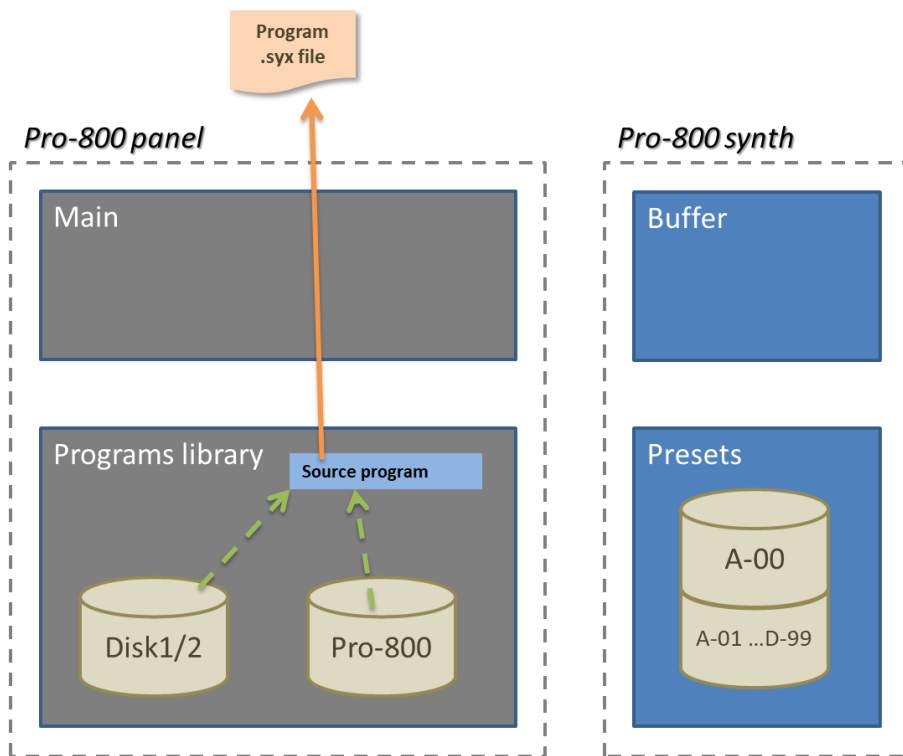 Program
.syx file
Pro-800 panel
Pro-800 synth
Main
Buffer
Programs library
Source program
Presets
Disk1/2
Pro-800
A-00
A-01 ...D-99